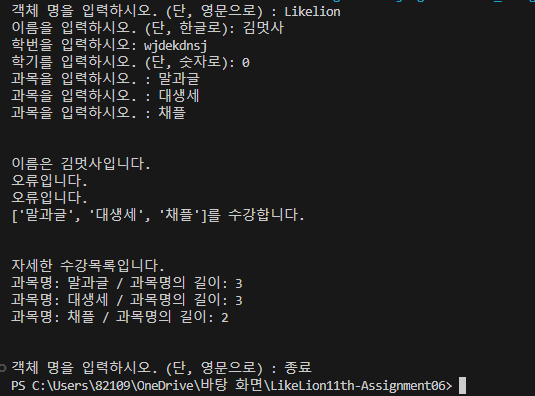 객체 명을 입력하시오. (단, 영문으로) : Likelion
이름을 입력하시오. (단, 한글로): 김멋사
학번을 입력하시오: wjdekdnsj
학기를 입력하시오. (단, 숫자로): 0
과목을 입력하시오. : 말과글
과목을 입력하시오. : 대생세
과목을 입력하시오. : 채플
이름은 김멋사입니다.
오류입니다.
오류입니다.
['말과글', '대생세', '채플']를 수강합니다.
자세한 수강목록입니다.
과목명: 말과글 / 과목명의 길이: 3
과목명: 대생세 / 과목명의 길이: 3
과목명: 채플 / 과목명의 길이: 2
객체 명을 입력하시오. (단, 영문으로) : 종료
PS C:\Users\82109\OneDrive\바탕 화면\LikeLion11th-Assignment06>